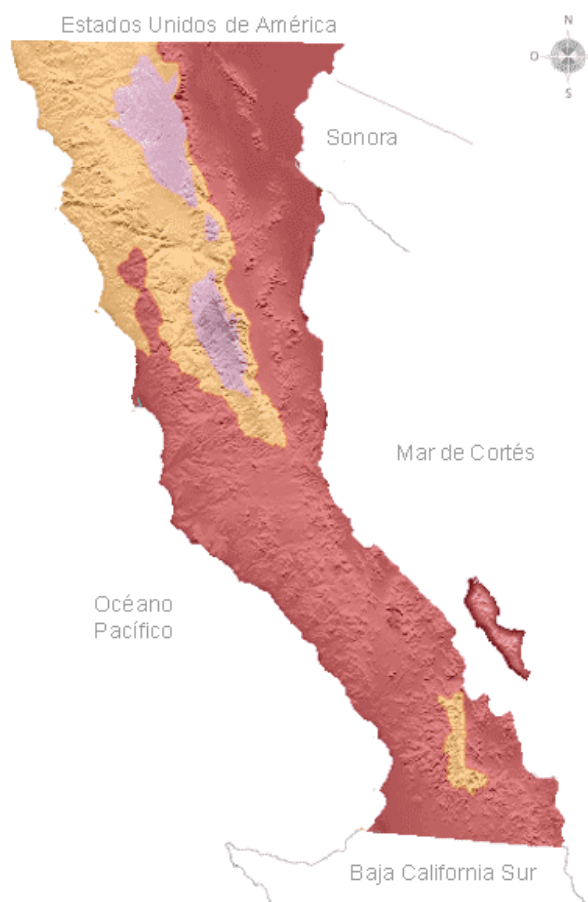 Estados Unidos de América
N
O
E
S
Sonora
Mar de Cortés
Océano
Pacífico
Baja California Sur